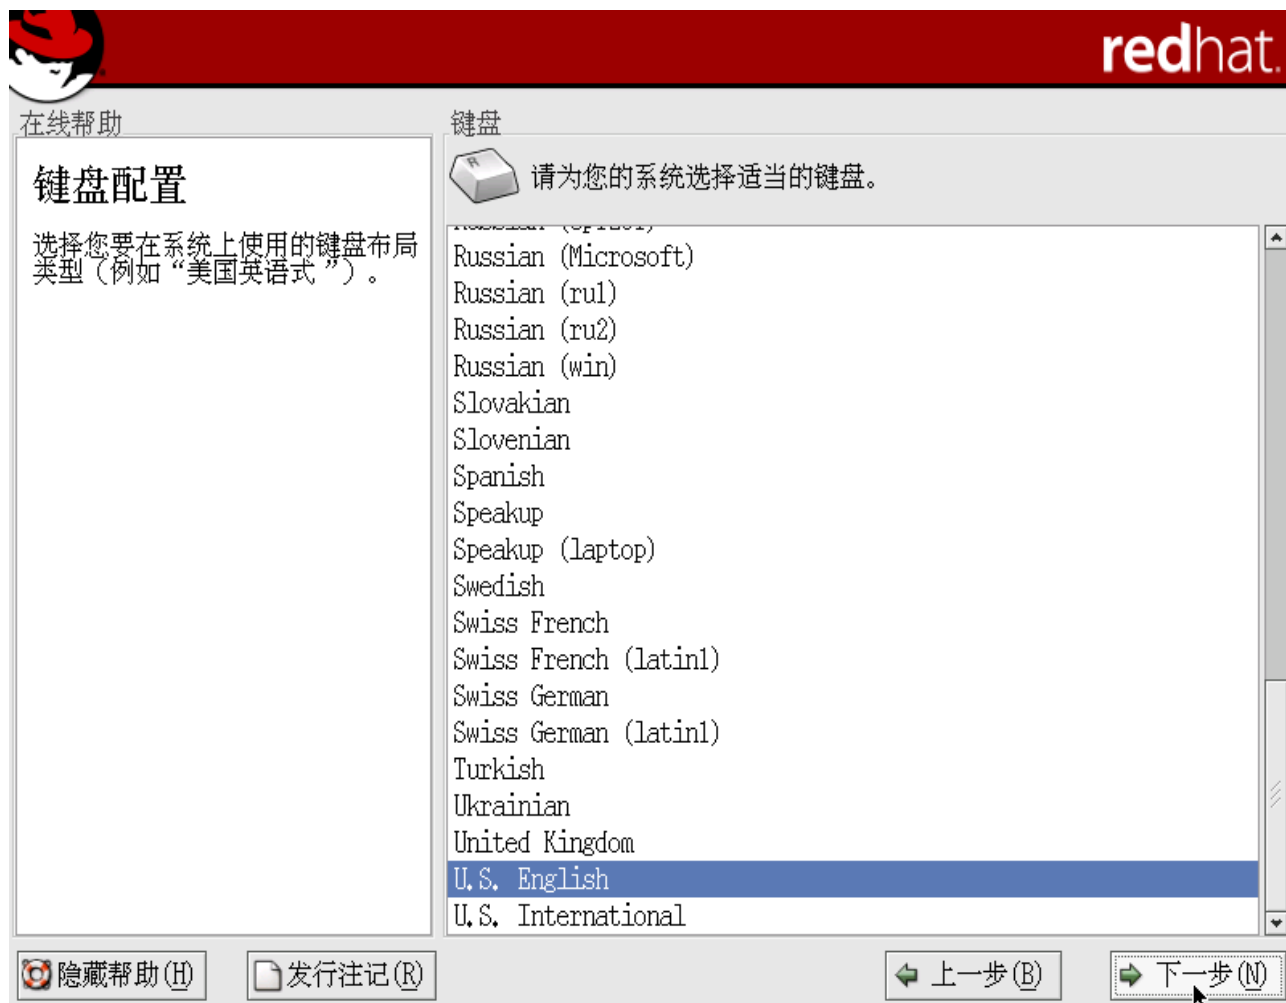 redhat.
在线帮助
键盘配置
选择您要在系统上使用的键盘布局
类型（例如“美国英语式”）。
键盘
R
请为您的系统选择适当的键盘。
Russian (Microsoft)
Russian (ru1)
Russian (ru2)
Russian (win)
Slovakian
Slovenian
Spanish
Speakup
Speakup (laptop)
Swedish
Swiss French
Swiss French (latin1)
Swiss German
Swiss German (latin1)
Turkish
Ukrainian
United Kingdom
U.S. English
U.S. International
隐藏帮助(H)
发行注记(R)
上一步(B)
下一步(N)